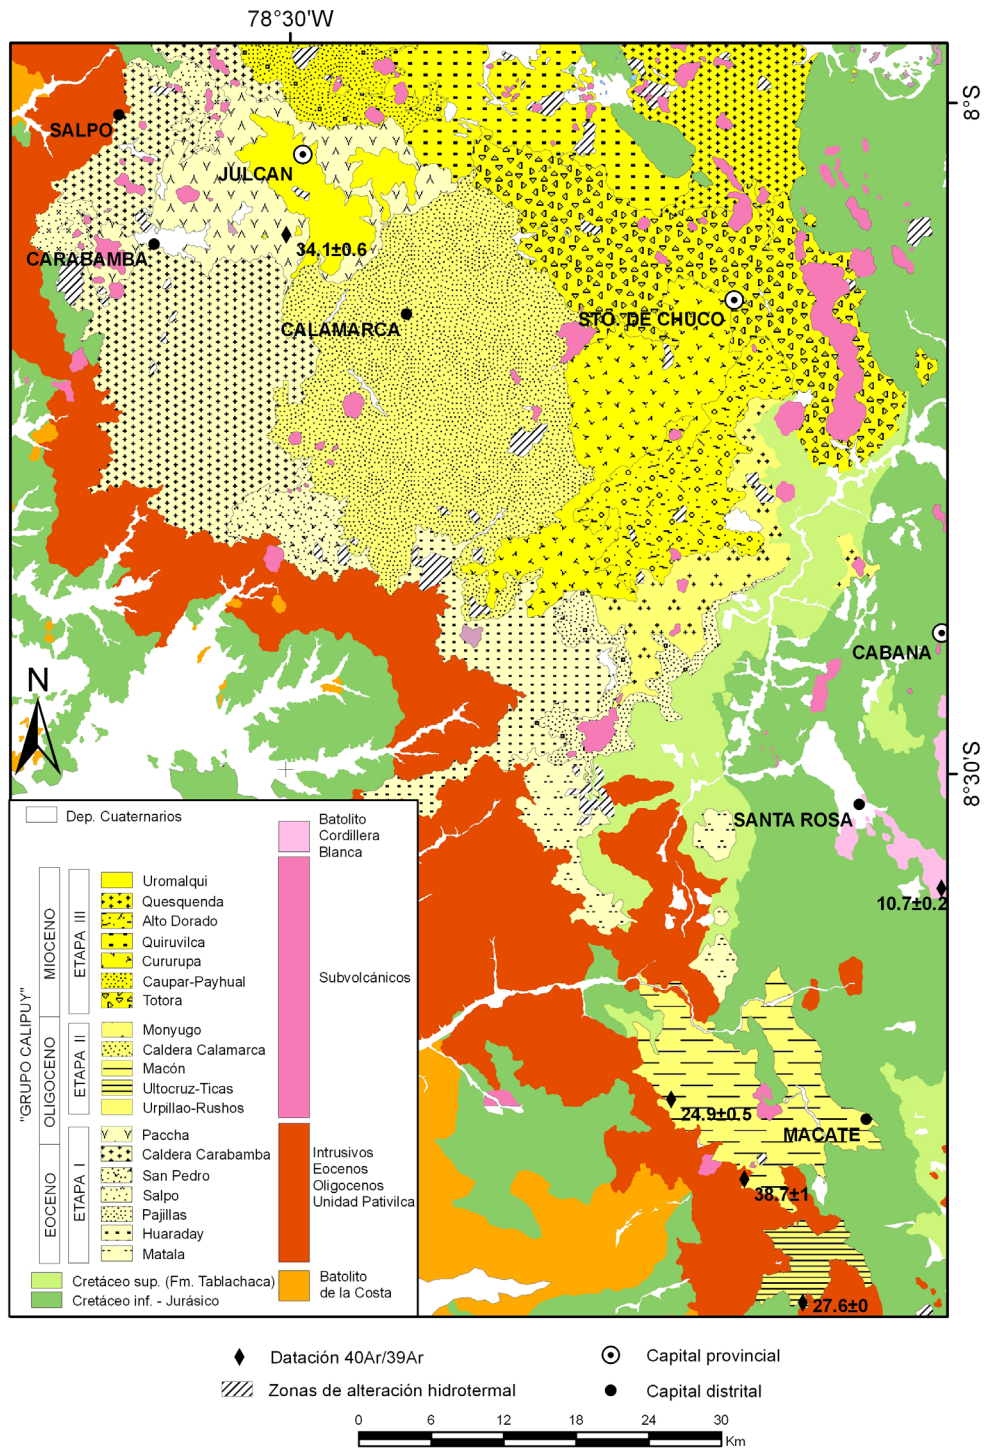 78°30'W
8°S
SALPO
JULCAN
34.1±0.6
CARABAMBA
CALAMARCA
STO. DE CHUCO
CABANA
N
8°30'S
SANTA ROSA
10.7±0.2
24.9±0.5
MACATE
38.7±1
27.6±0
Dep. Cuaternarios
Batolito
Cordillera
Blanca
"GRUPO CALIPUY"
MIOCENO
ETAPA III
Uromalqui
Quesquenda
Alto Dorado
Quiruvilca
Cururupa
Caupar-Payhual
Totora
Subvolcánicos
OLIGOCENO
ETAPA II
Monyugo
Caldera Calamarca
Macón
Ultocruz-Ticas
Urpillao-Rushos
EOCENO
ETAPA I
Paccha
Caldera Carabamba
San Pedro
Salpo
Pajillas
Huaraday
Matala
Intrusivos
Eocenos
Oligocenos
Unidad Pativilca
Cretáceo sup. (Fm. Tablachaca)
Cretáceo inf. - Jurásico
Batolito
de la Costa
Datación 40Ar/39Ar
Capital provincial
Zonas de alteración hidrotermal
Capital distrital
0 6 12 18 24 30
Km